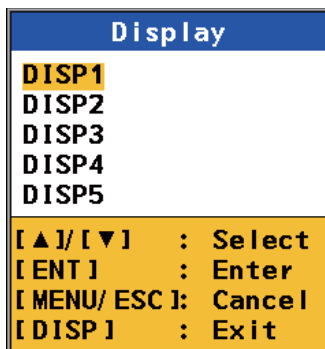 Display
DISP1
DISP2
DISP3
DISP4
DISP5
[▲]/[▼] : Select
[ENT] : Enter
[MENU/ESC]: Cancel
[DISP] : Exit